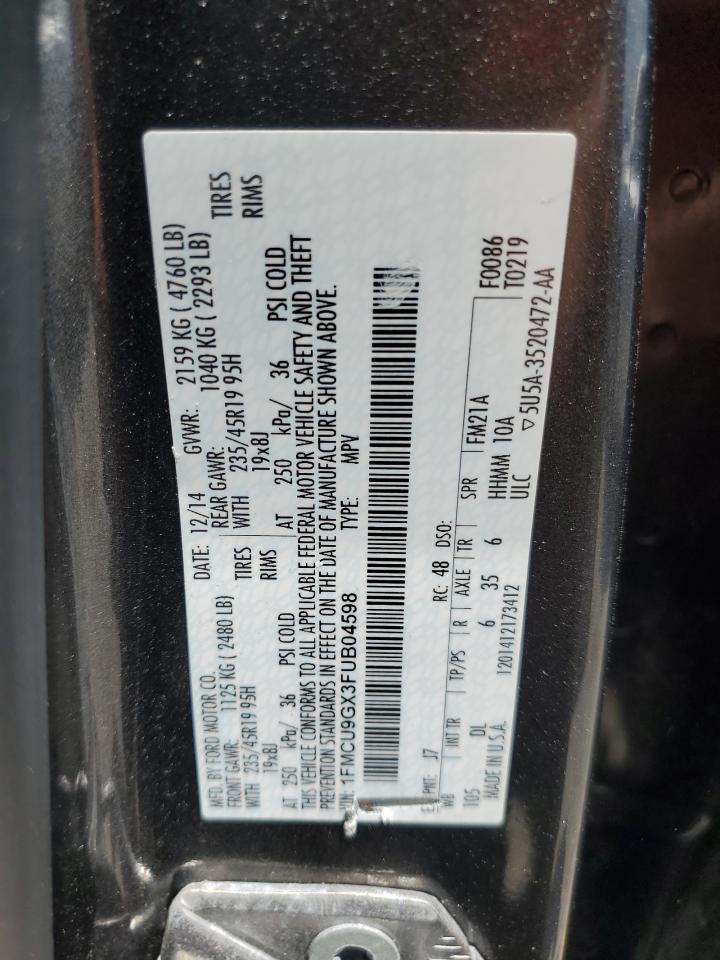 MFD. BY FORD MOTOR CO.
DATE: 12/14 GVWR: 2159 KG ( 4760 LB)
FRONT GAWR: 1125 KG ( 2480 LB)
REAR GAWR: 1040 KG ( 2293 LB)
WITH 235/45R19 95H TIRES
WITH 235/45R19 95H TIRES
19x8J RIMS
19x8J RIMS
AT 250 kPa/ 36 PSI COLD
AT 250 kPa/ 36 PSI COLD
THIS VEHICLE CONFORMS TO ALL APPLICABLE FEDERAL MOTOR VEHICLE SAFETY AND THEFT
PREVENTION STANDARDS IN EFFECT ON THE DATE OF MANUFACTURE SHOWN ABOVE.
VIN: 1FMCU9GX3FUB04598 TYPE: MPV
PNT: J7 RC: 48 DSO: F0086
T0219
WB INT TR TP/PS R AXLE TR SPR FM21A
105 DL 6 35 6 HHMM 10A
MADE IN U.S.A. 1201412173412 ULC
▽5U5A-3520472-AA